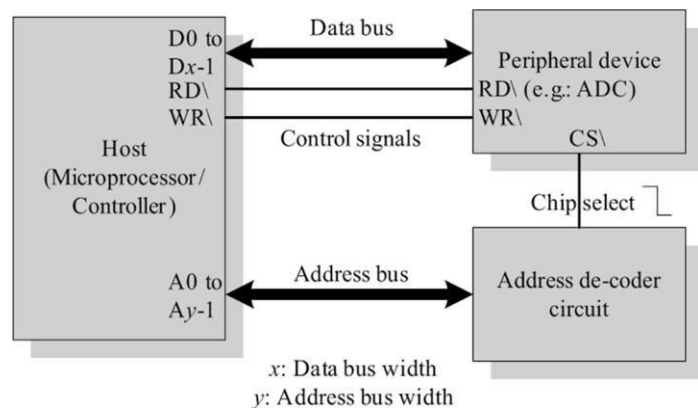 D0 to
Dx-1
RD\
WR\
Host
(Microprocessor/
Controller)
A0 to
Ay-1
Data bus
Control signals
Address bus
Peripheral device
RD\ (e.g.: ADC)
WR\
CS\
Chip select
Address de-coder
circuit
x: Data bus width
y: Address bus width